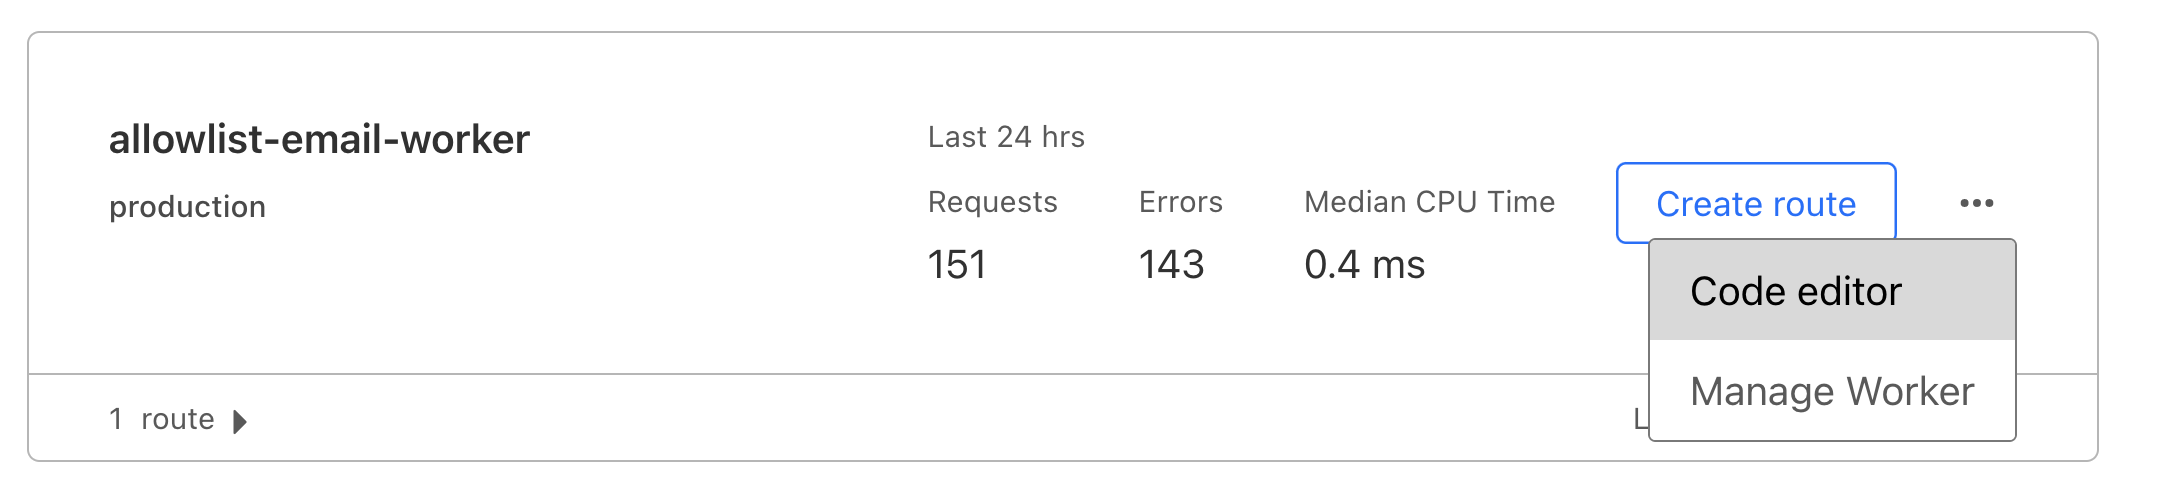 allowlist-email-worker
production
Last 24 hrs
Requests Errors Median CPU Time
151 143 0.4 ms
Create route
Code editor
Manage Worker
1 route